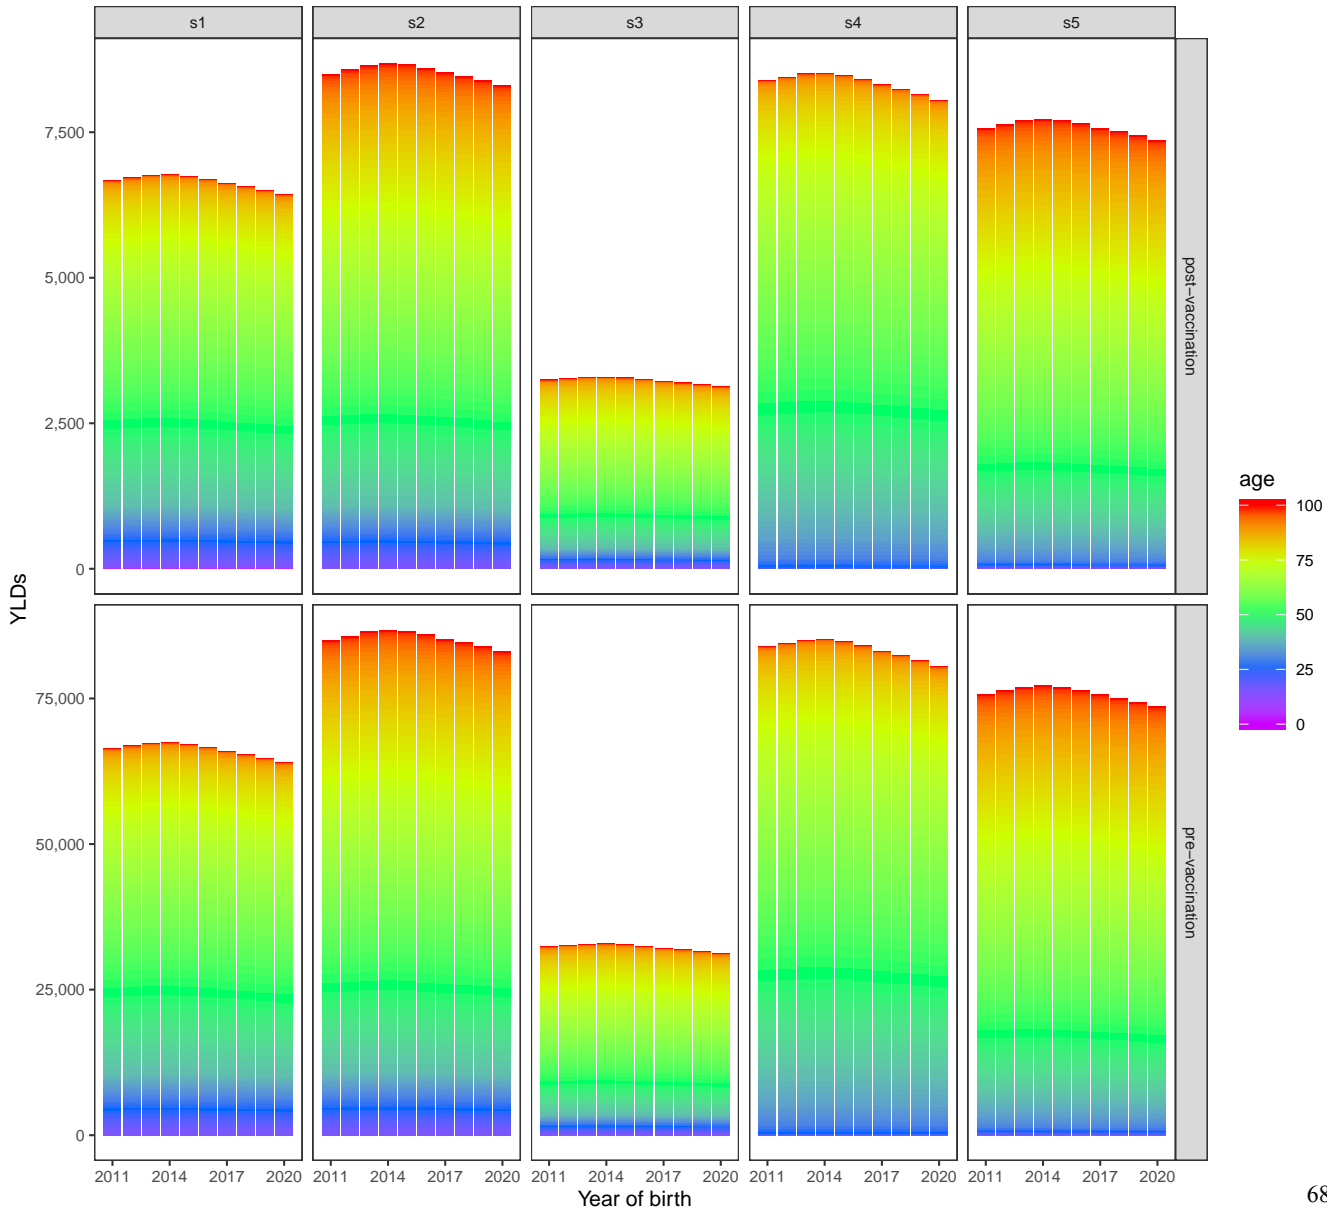 s1 s2 s3 s4 s5
7,500
5,000
2,500
0
post−vaccination
75,000
50,000
25,000
0
pre−vaccination
YLDs
2011 2014 2017 2020 2011 2014 2017 2020 2011 2014 2017 2020 2011 2014 2017 2020 2011 2014 2017 2020
Year of birth
age
100
75
50
25
0
68